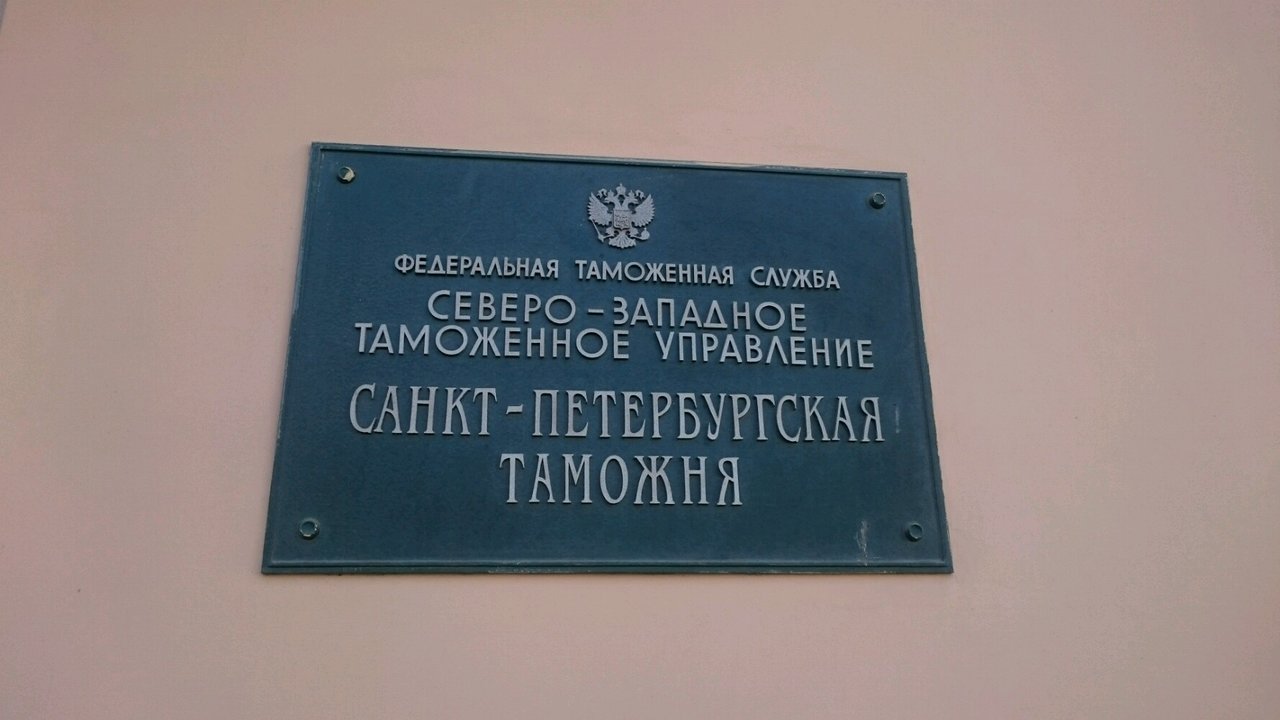 ФЕДЕРАЛЬНАЯ ТАМОЖЕННАЯ СЛУЖБА
СЕВЕРО-ЗАПАДНОЕ
ТАМОЖЕННОЕ УПРАВЛЕНИЕ
САНКТ-ПЕТЕРБУРГСКАЯ
ТАМОЖНЯ